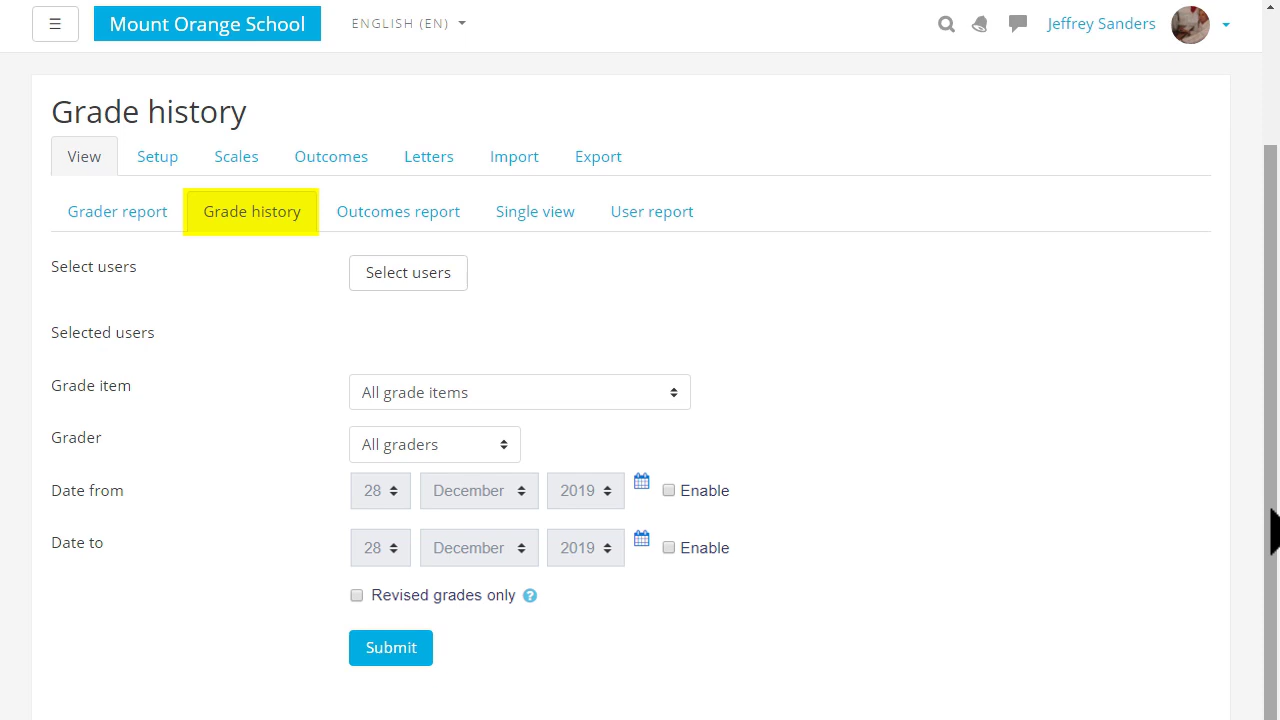 ☰ Mount Orange School ENGLISH (EN) Jeffrey Sanders
Grade history
View Setup Scales Outcomes Letters Import Export
Grader report Grade history Outcomes report Single view User report
Select users Select users
Selected users
Grade item All grade items
Grader All graders
Date from 28 December 2019 Enable
Date to 28 December 2019 Enable
Revised grades only ?
Submit